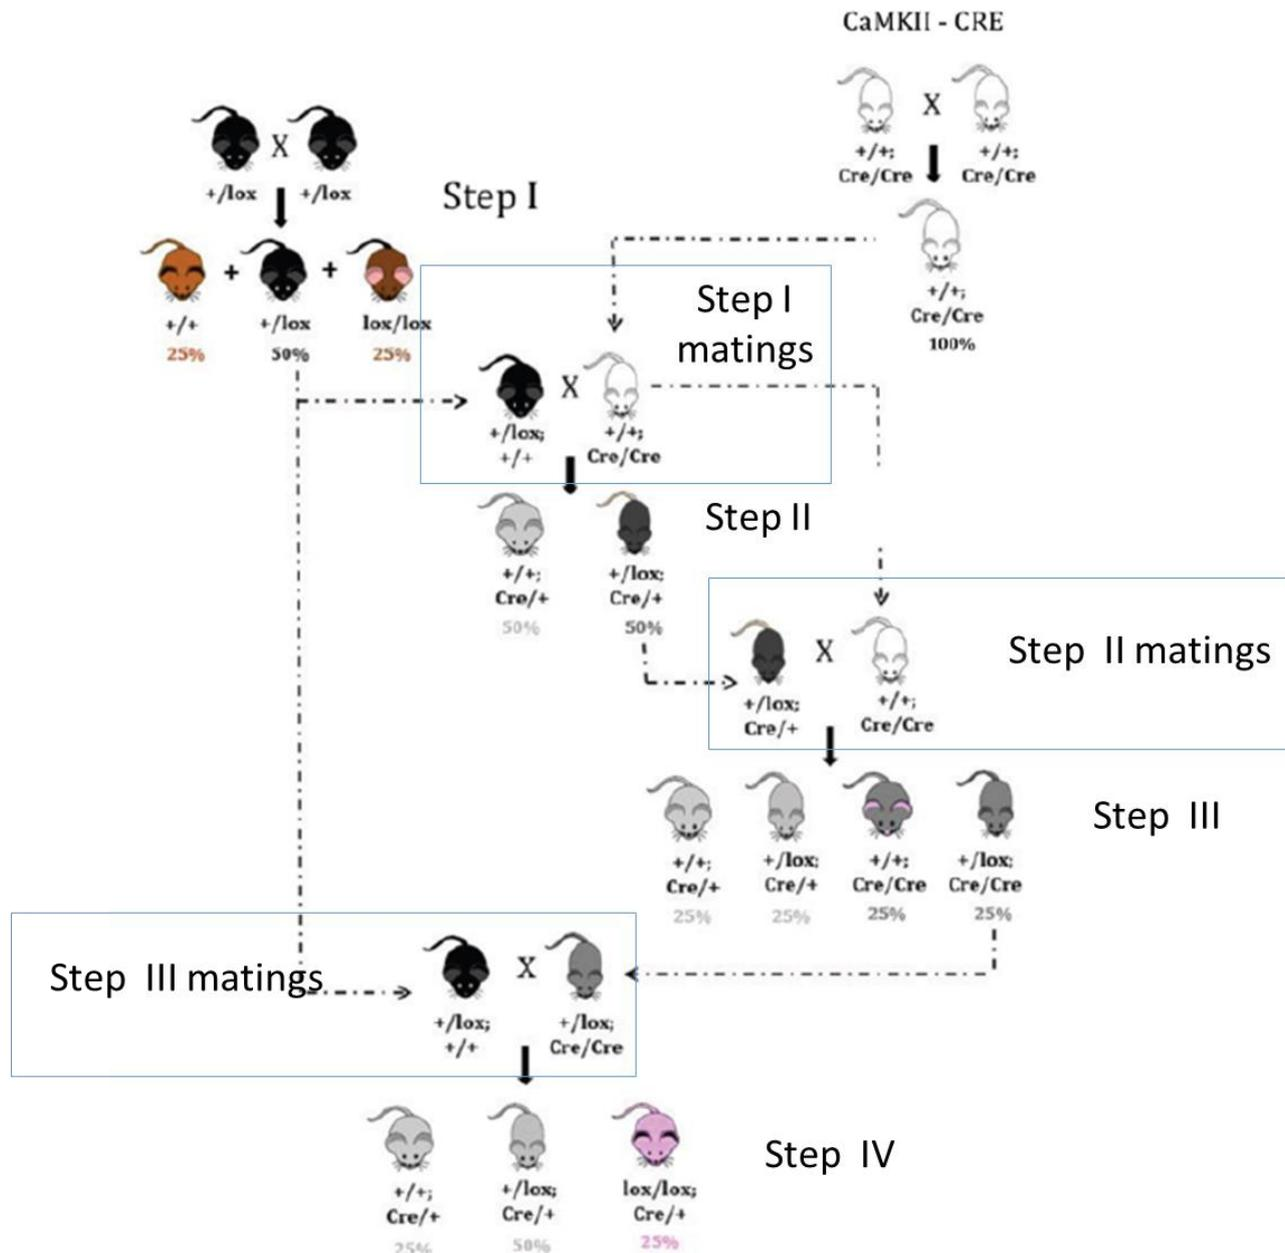 CaMKII - CRE
X
+/+;
Cre/Cre
+/+;
Cre/Cre
X
+/lox
+/lox
Step I
+
+
+/+
25%
+/lox
50%
lox/lox
25%
+/+;
Cre/Cre
100%
Step I
matings
X
+/lox;
+/+
+/+;
Cre/Cre
Step II
+/+;
Cre/+
50%
+/lox;
Cre/+
50%
Step II matings
X
+/lox;
Cre/+
+/+;
Cre/Cre
Step III
+/+;
Cre/+
25%
+/lox;
Cre/+
25%
+/+;
Cre/Cre
25%
+/lox;
Cre/Cre
25%
Step III matings
X
+/lox;
+/+
+/lox;
Cre/Cre
Step IV
+/+;
Cre/+
25%
+/lox;
Cre/+
50%
lox/lox;
Cre/+
25%